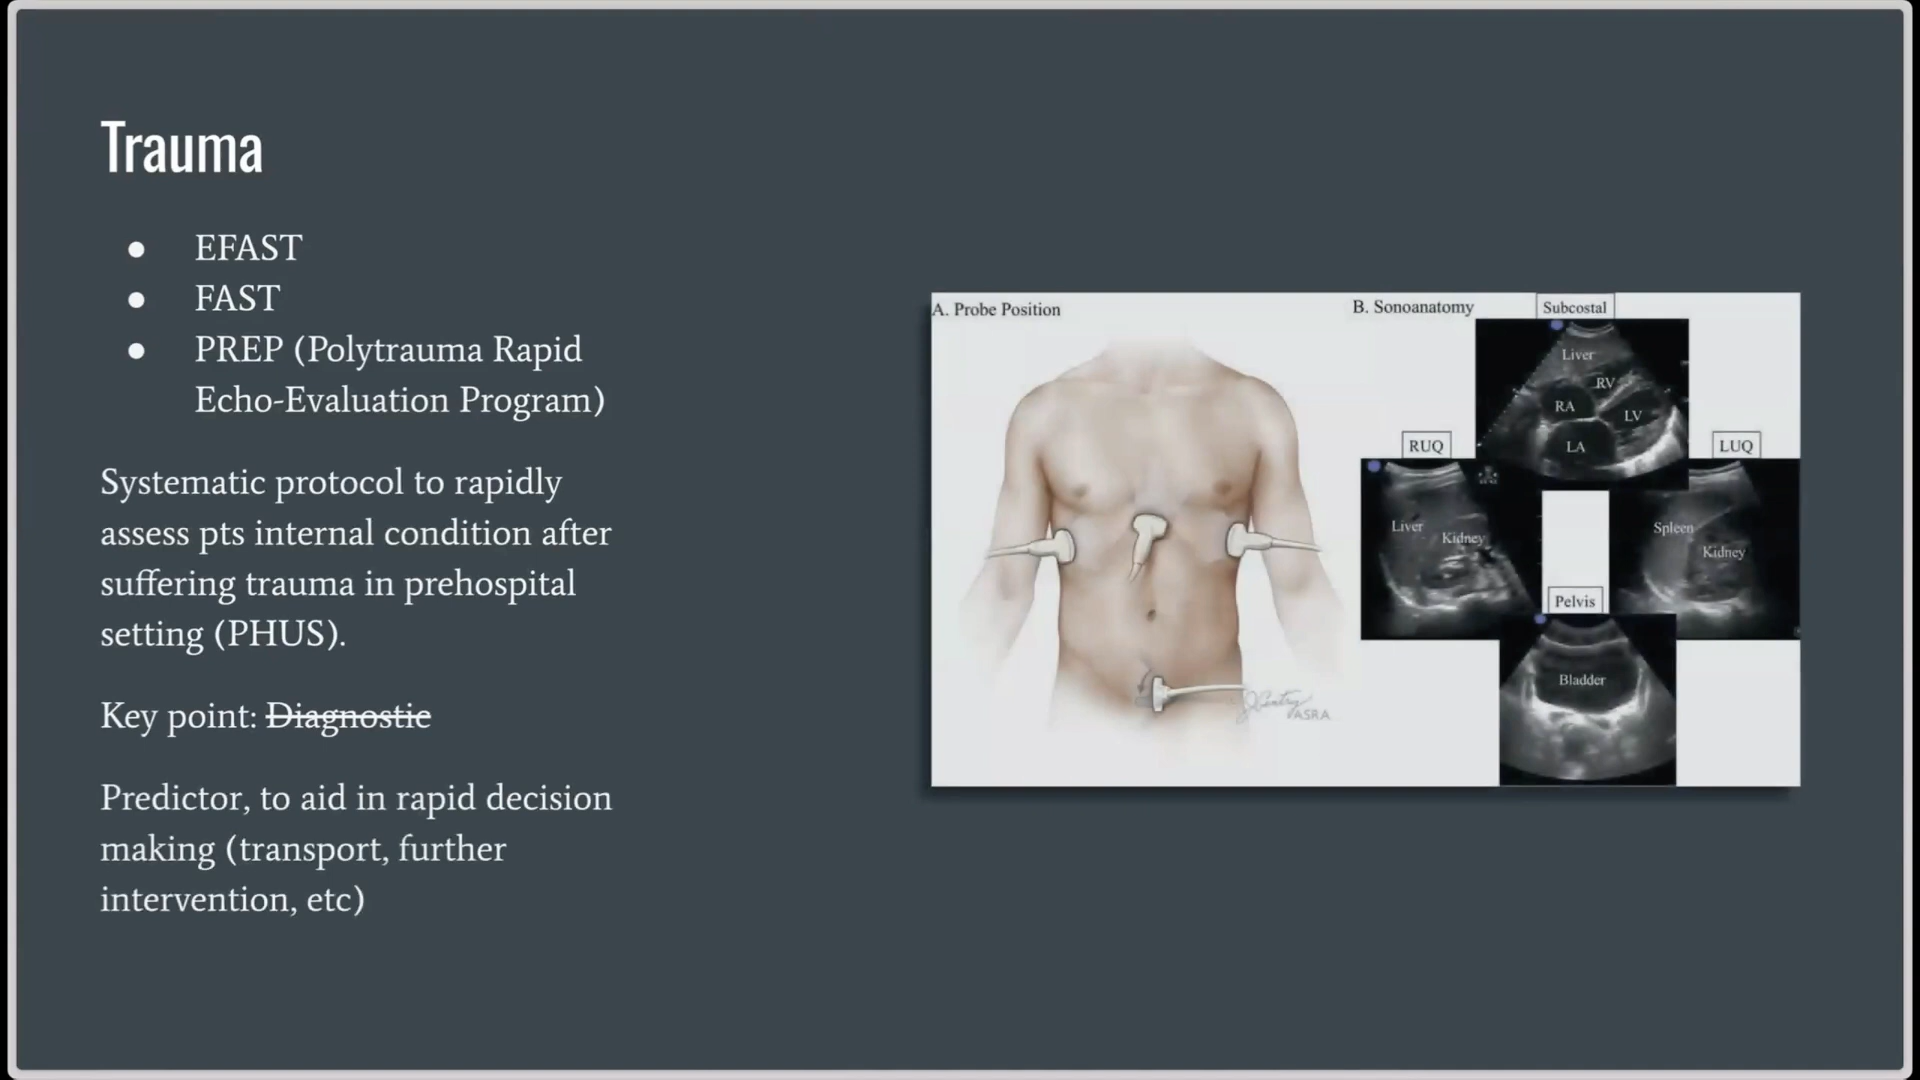 Trauma
● EFAST
● FAST
● PREP (Polytrauma Rapid
Echo-Evaluation Program)
Systematic protocol to rapidly
assess pts internal condition after
suffering trauma in prehospital
setting (PHUS).
Key point: Diagnostic
Predictor, to aid in rapid decision
making (transport, further
intervention, etc)
A. Probe Position
ASRA
B. Sonoanatomy
Subcostal
Liver
RV
RA
LV
LA
RUQ
Liver
Kidney
LUQ
Spleen
Kidney
Pelvis
Bladder